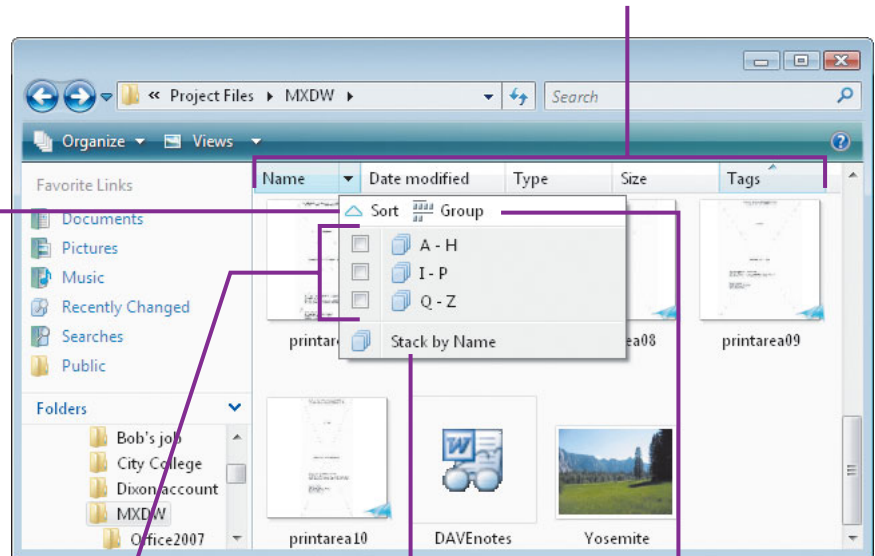 « Project Files ▸ MXDW ▸ Search
Organize Views
Favorite Links
Documents
Pictures
Music
Recently Changed
Searches
Public
Folders
Bob's job
City College
Dixon account
MXDW
Office2007
Name Date modified Type Size Tags
Sort Group
A - H
I - P
Q - Z
Stack by Name
printar
ea08
printarea09
printarea10
DAVEnotes
Yosemite